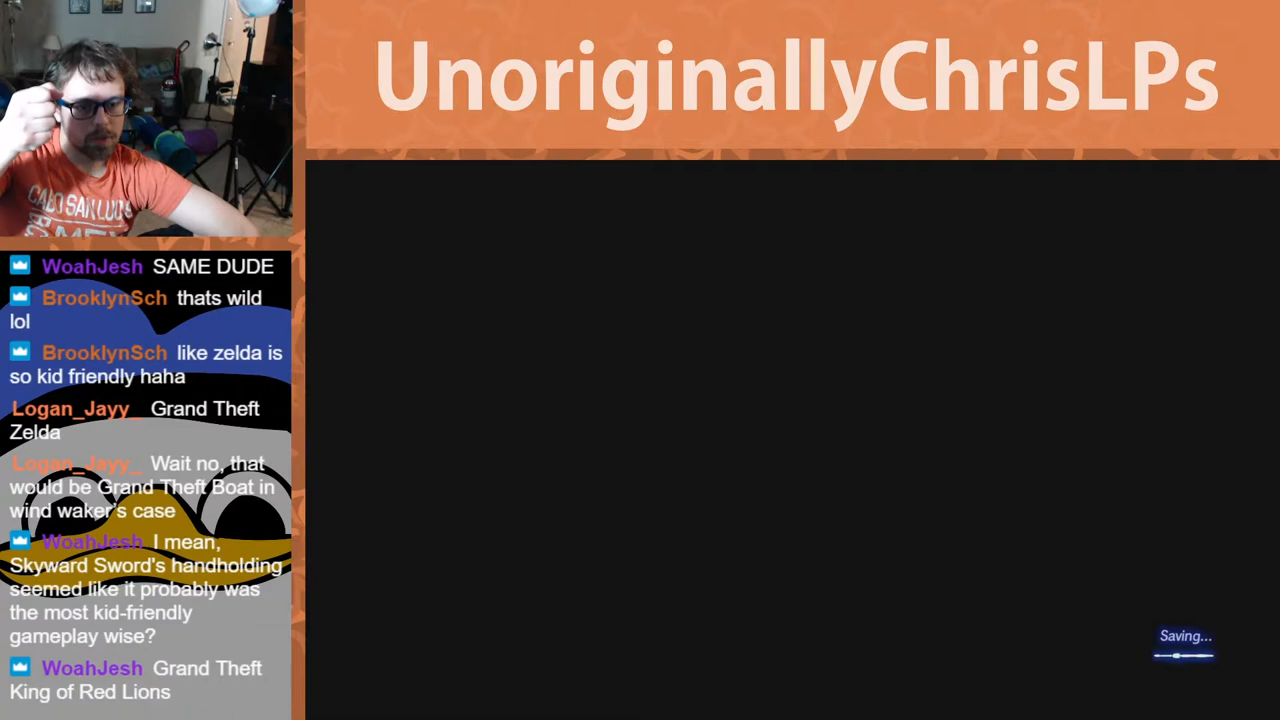 UnoriginallyChrisLPs
CABO SAN LUCAS
WoahJesh SAME DUDE
BrooklynSch thats wild
lol
BrooklynSch like zelda is
so kid friendly haha
Logan_Jayy_ Grand Theft
Zelda
Logan_Jayy_ Wait no, that
would be Grand Theft Boat in
wind waker's case
WoahJesh I mean,
Skyward Sword's handholding
seemed like it probably was
the most kid-friendly
gameplay wise?
WoahJesh Grand Theft
King of Red Lions
Saving...